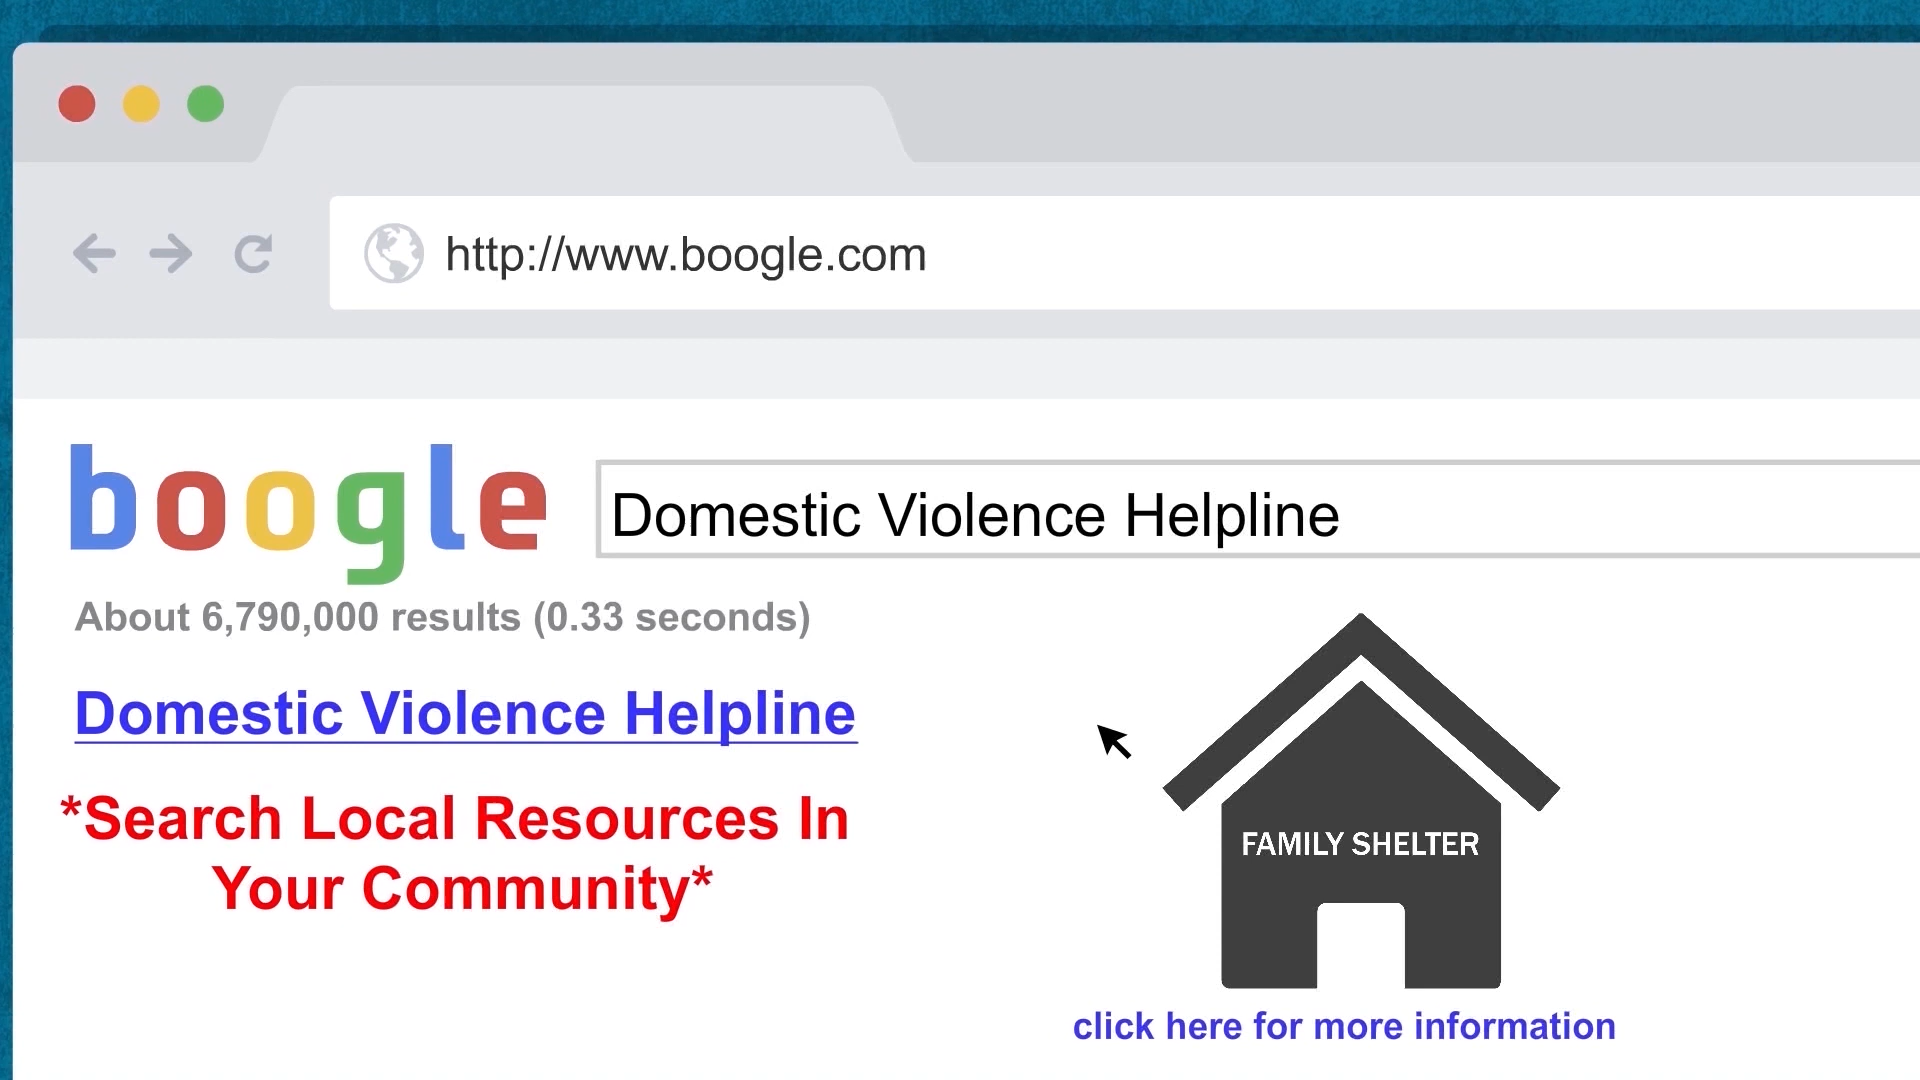 http://www.boogle.com
boogle
Domestic Violence Helpline
About 6,790,000 results (0.33 seconds)
Domestic Violence Helpline
*Search Local Resources In
Your Community*
FAMILY SHELTER
click here for more information